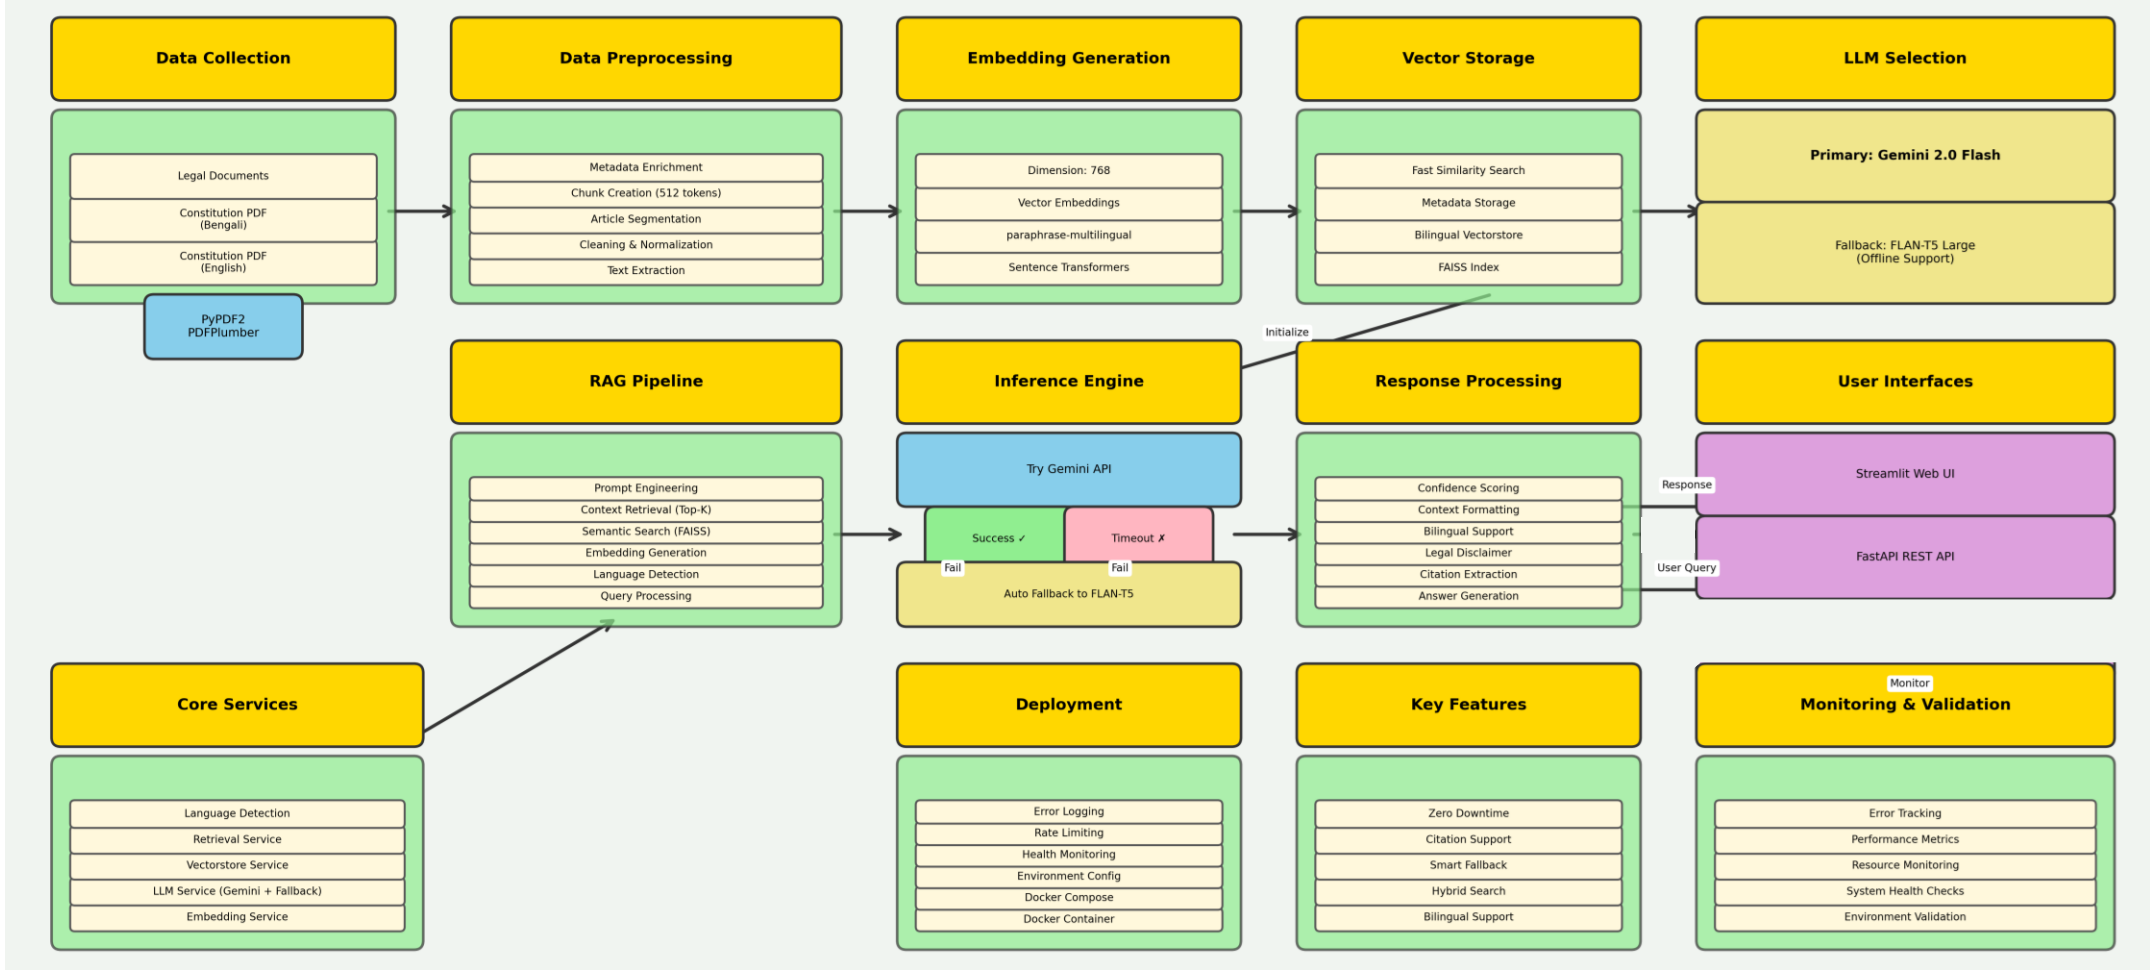 Data Collection
Legal Documents
Constitution PDF
(Bengali)
Constitution PDF
(English)
PyPDF2
PDFPlumber
Data Preprocessing
Metadata Enrichment
Chunk Creation (512 tokens)
Article Segmentation
Cleaning & Normalization
Text Extraction
Embedding Generation
Dimension: 768
Vector Embeddings
paraphrase-multilingual
Sentence Transformers
Vector Storage
Fast Similarity Search
Metadata Storage
Bilingual Vectorstore
FAISS Index
LLM Selection
Primary: Gemini 2.0 Flash
Fallback: FLAN-T5 Large
(Offline Support)
Initialize
RAG Pipeline
Prompt Engineering
Context Retrieval (Top-K)
Semantic Search (FAISS)
Embedding Generation
Language Detection
Query Processing
Inference Engine
Try Gemini API
Success ✓
Timeout ✗
Fail
Fail
Auto Fallback to FLAN-T5
Response Processing
Confidence Scoring
Context Formatting
Bilingual Support
Legal Disclaimer
Citation Extraction
Answer Generation
Response
User Query
User Interfaces
Streamlit Web UI
FastAPI REST API
Core Services
Language Detection
Retrieval Service
Vectorstore Service
LLM Service (Gemini + Fallback)
Embedding Service
Deployment
Error Logging
Rate Limiting
Health Monitoring
Environment Config
Docker Compose
Docker Container
Key Features
Zero Downtime
Citation Support
Smart Fallback
Hybrid Search
Bilingual Support
Monitor
Monitoring & Validation
Error Tracking
Performance Metrics
Resource Monitoring
System Health Checks
Environment Validation